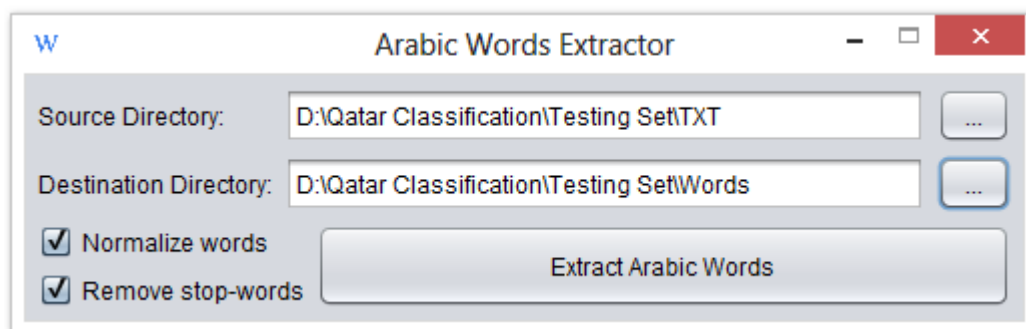 W Arabic Words Extractor
Source Directory: D:\Qatar Classification\Testing Set\TXT ...
Destination Directory: D:\Qatar Classification\Testing Set\Words ...
Normalize words
Extract Arabic Words
Remove stop-words